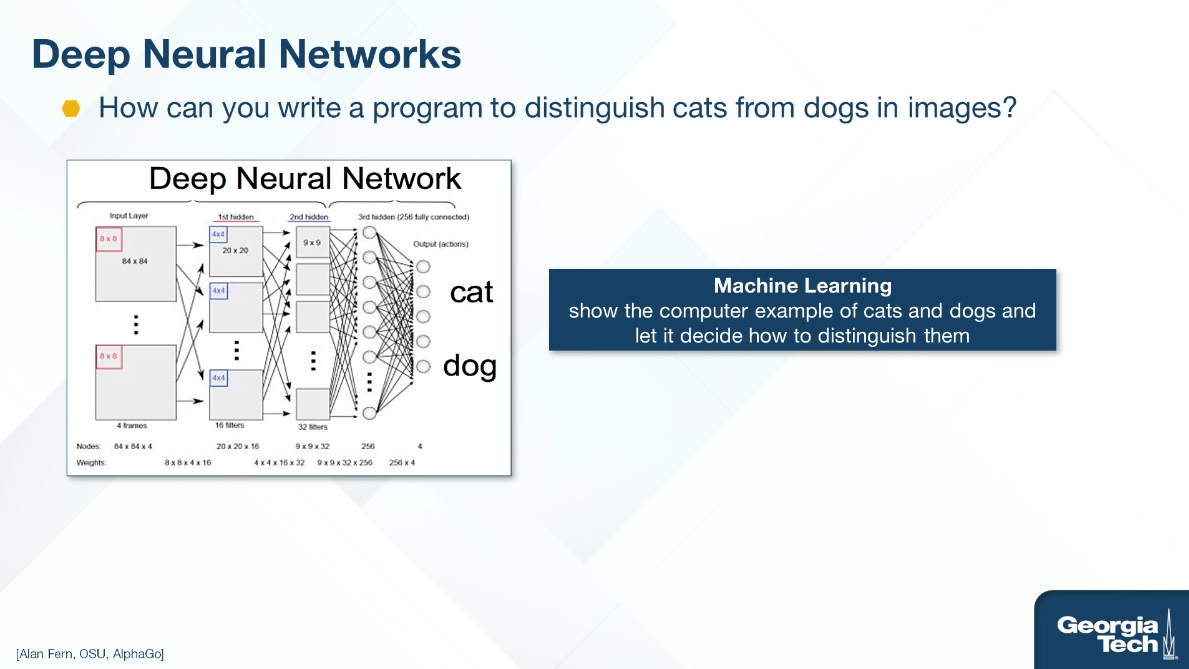 Deep Neural Networks
How can you write a program to distinguish cats from dogs in images?
Deep Neural Network
Input Layer 1st hidden 2nd hidden 3rd hidden (256 fully connected)
8 x 8 4x4 9 x 9
84 x 84 20 x 20
Output (actions)
4x4
cat
8 x 8
dog
4x4
4 frames 16 filters 32 filters
Nodes: 84 x 84 x 4 20 x 20 x 16 9 x 9 x 32 256 4
Weights: 8 x 8 x 4 x 16 4 x 4 x 16 x 32 9 x 9 x 32 x 256 256 x 4
Machine Learning
show the computer example of cats and dogs and
let it decide how to distinguish them
[Alan Fern, OSU, AlphaGo]
Georgia
Tech